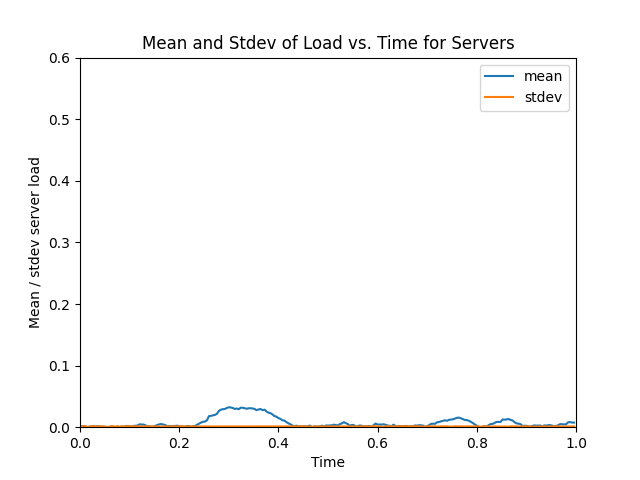 Mean and Stdev of Load vs. Time for Servers
mean
stdev
Mean / stdev server load
0.6
0.5
0.4
0.3
0.2
0.1
0.0
0.0 0.2 0.4 0.6 0.8 1.0
Time